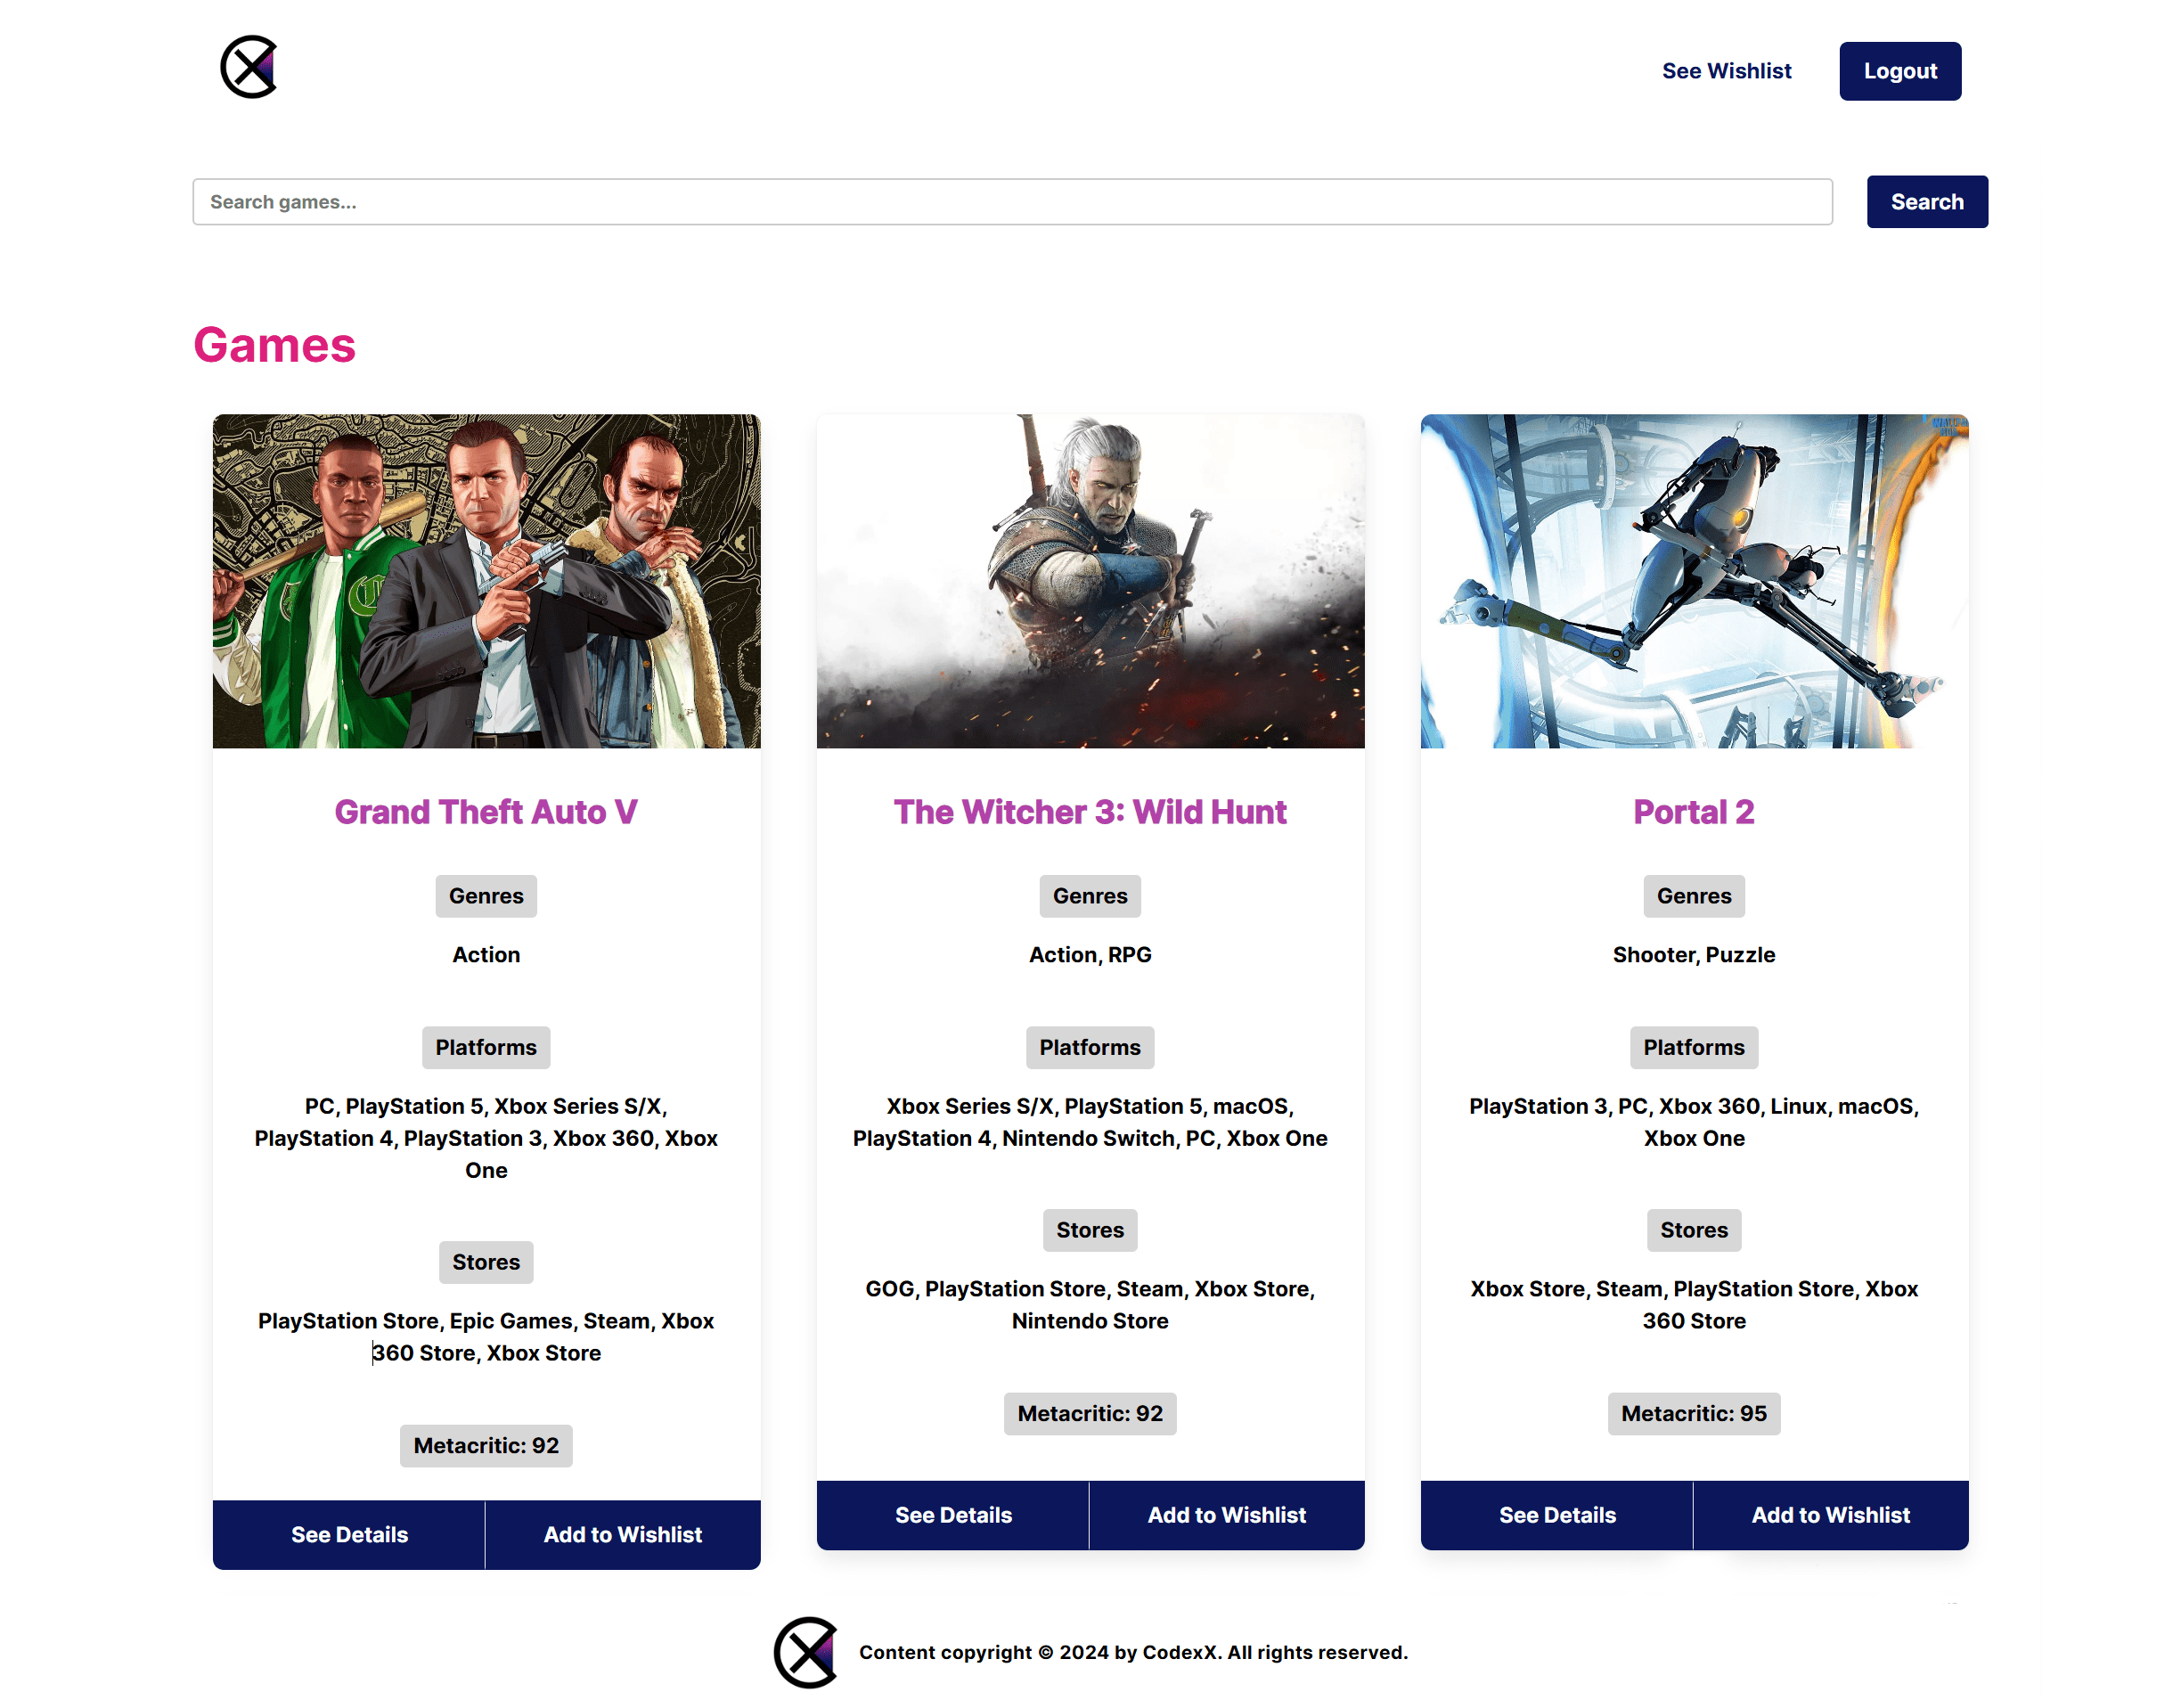 See Wishlist
Logout
Search games...
Search
Games
Grand Theft Auto V
Genres
Action
Platforms
PC, PlayStation 5, Xbox Series S/X,
PlayStation 4, PlayStation 3, Xbox 360, Xbox
One
Stores
PlayStation Store, Epic Games, Steam, Xbox
360 Store, Xbox Store
Metacritic: 92
See Details
Add to Wishlist
The Witcher 3: Wild Hunt
Genres
Action, RPG
Platforms
Xbox Series S/X, PlayStation 5, macOS,
PlayStation 4, Nintendo Switch, PC, Xbox One
Stores
GOG, PlayStation Store, Steam, Xbox Store,
Nintendo Store
Metacritic: 92
See Details
Add to Wishlist
Portal 2
Genres
Shooter, Puzzle
Platforms
PlayStation 3, PC, Xbox 360, Linux, macOS,
Xbox One
Stores
Xbox Store, Steam, PlayStation Store, Xbox
360 Store
Metacritic: 95
See Details
Add to Wishlist
Content copyright © 2024 by CodexX. All rights reserved.